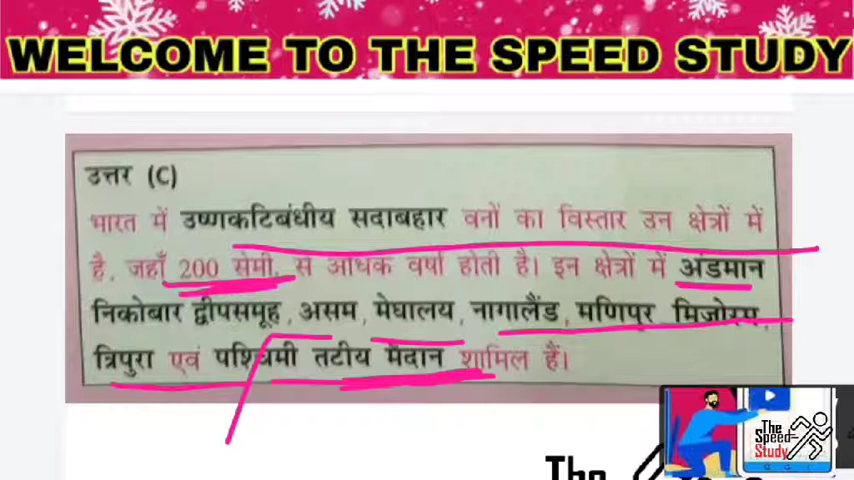 WELCOME TO THE SPEED STUDY
उत्तर (C)
भारत में उष्णकटिबंधीय सदाबहार वनों का विस्तार उन क्षेत्रों में
है, जहाँ 200 सेमी. से अधिक वर्षा होती है। इन क्षेत्रों में अंडमान
निकोबार द्वीपसमूह, असम, मेघालय, नागालैंड, मणिपुर मिजोरम,
त्रिपुरा एवं पश्चिमी तटीय मैदान शामिल हैं।
The
Speed
Study
The